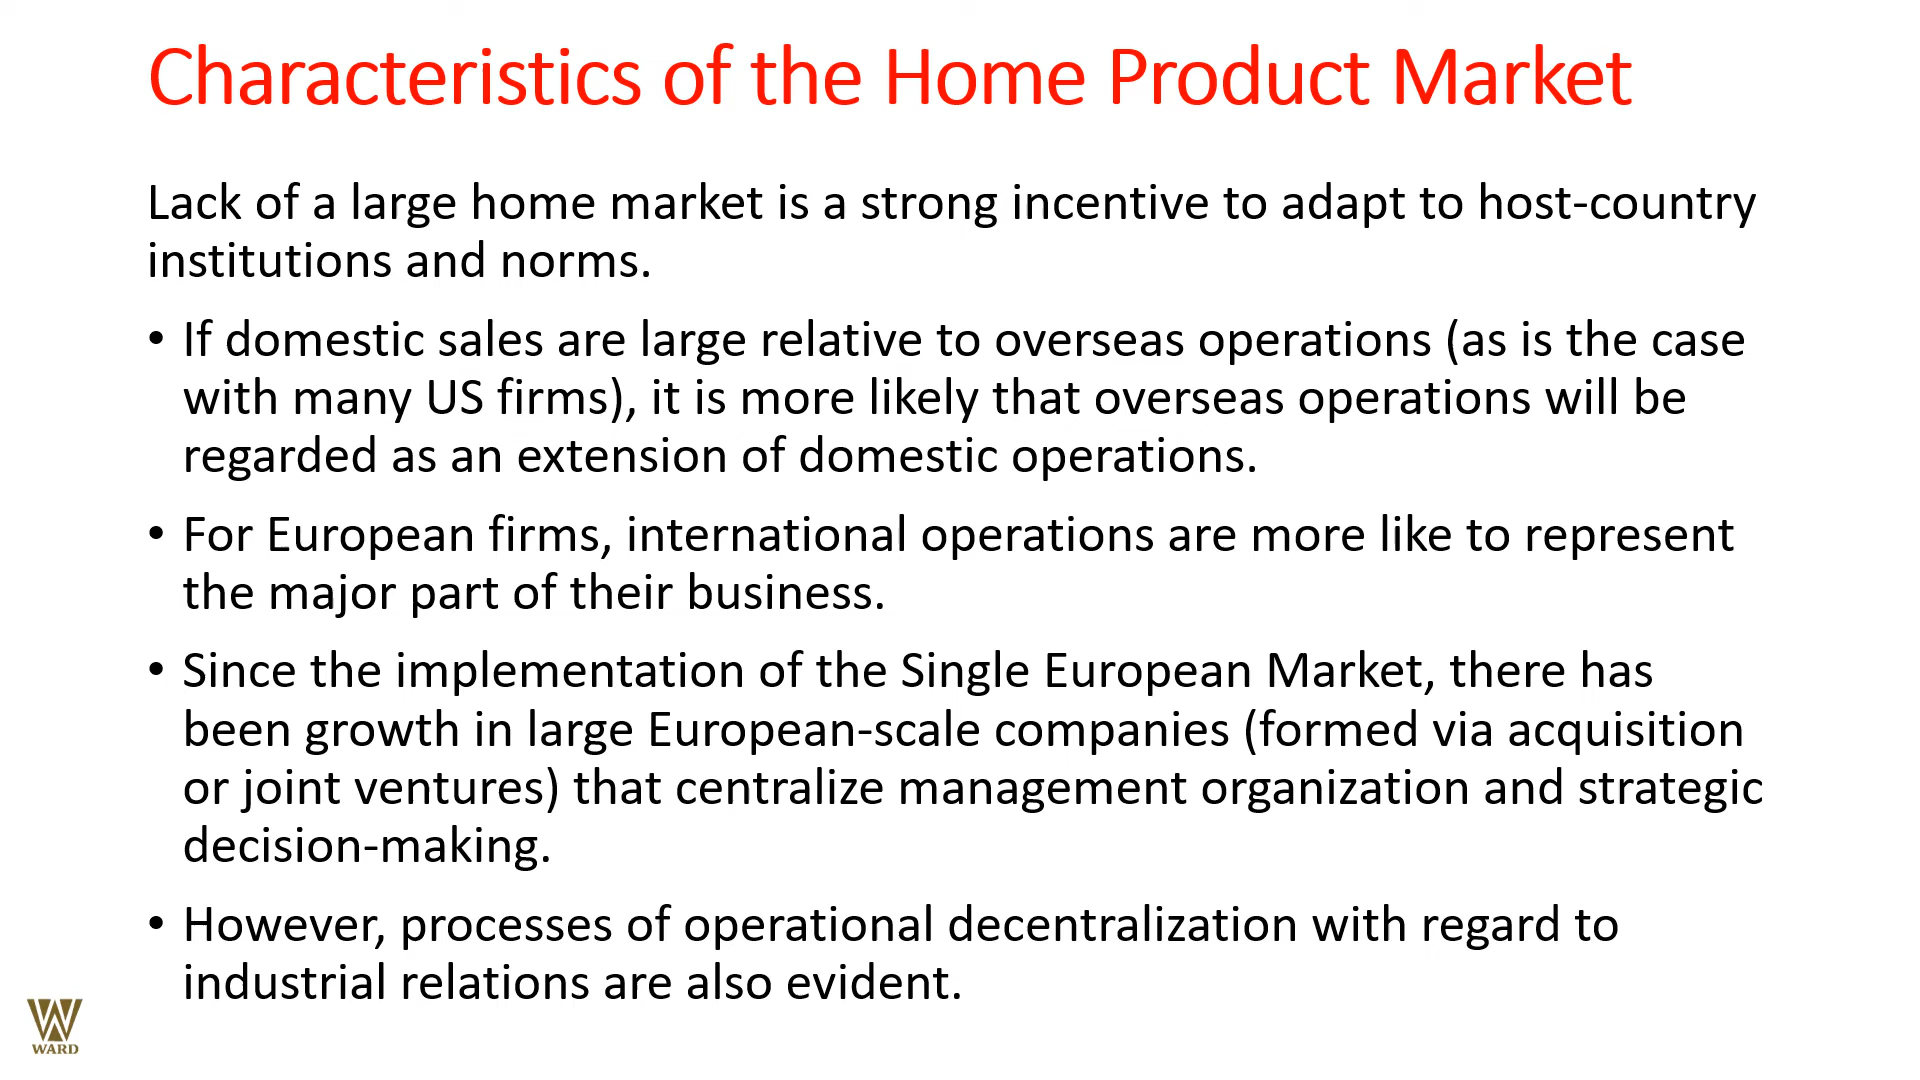 Characteristics of the Home Product Market
Lack of a large home market is a strong incentive to adapt to host-country
institutions and norms.
• If domestic sales are large relative to overseas operations (as is the case
with many US firms), it is more likely that overseas operations will be
regarded as an extension of domestic operations.
• For European firms, international operations are more like to represent
the major part of their business.
• Since the implementation of the Single European Market, there has
been growth in large European-scale companies (formed via acquisition
or joint ventures) that centralize management organization and strategic
decision-making.
• However, processes of operational decentralization with regard to
industrial relations are also evident.
WARD